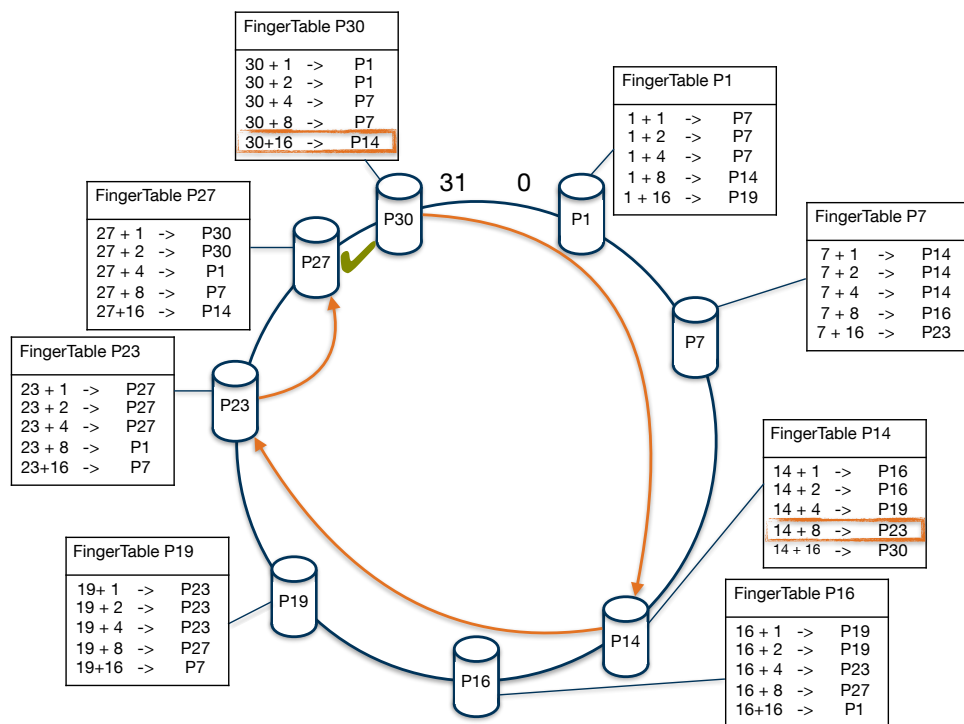 FingerTable P30
30 + 1 -> P1
30 + 2 -> P1
30 + 4 -> P7
30 + 8 -> P7
30+16 -> P14
FingerTable P1
1 + 1 -> P7
1 + 2 -> P7
1 + 4 -> P7
1 + 8 -> P14
1 + 16 -> P19
31 0
P30
P1
FingerTable P27
27 + 1 -> P30
27 + 2 -> P30
27 + 4 -> P1
27 + 8 -> P7
27+16 -> P14
P27
FingerTable P7
7 + 1 -> P14
7 + 2 -> P14
7 + 4 -> P14
7 + 8 -> P16
7 + 16 -> P23
P7
FingerTable P23
23 + 1 -> P27
23 + 2 -> P27
23 + 4 -> P27
23 + 8 -> P1
23+16 -> P7
P23
FingerTable P14
14 + 1 -> P16
14 + 2 -> P16
14 + 4 -> P19
14 + 8 -> P23
14 + 16 -> P30
FingerTable P19
19+ 1 -> P23
19 + 2 -> P23
19 + 4 -> P23
19 + 8 -> P27
19+16 -> P7
P19
P14
P16
FingerTable P16
16 + 1 -> P19
16 + 2 -> P19
16 + 4 -> P23
16 + 8 -> P27
16+16 -> P1